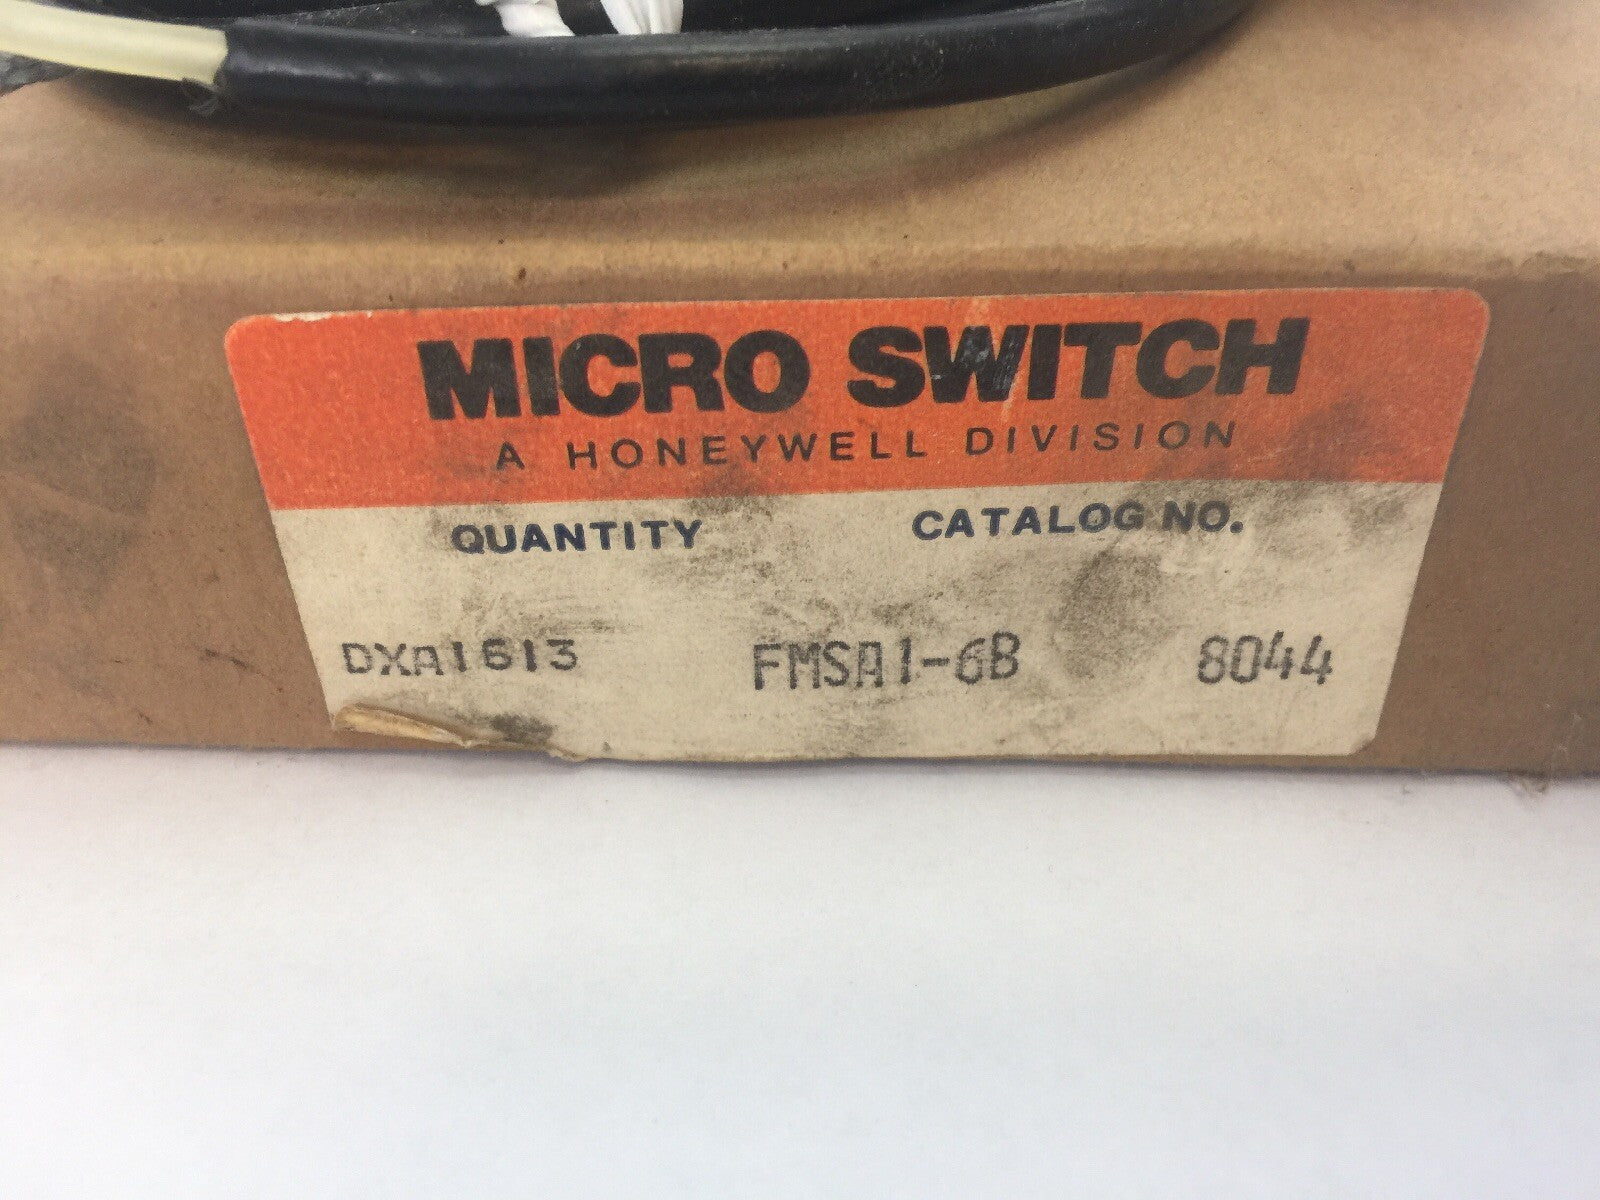 MICRO SWITCH
A HONEYWELL DIVISION
QUANTITY CATALOG NO.
DXA1613 FMSA1-6B 8044